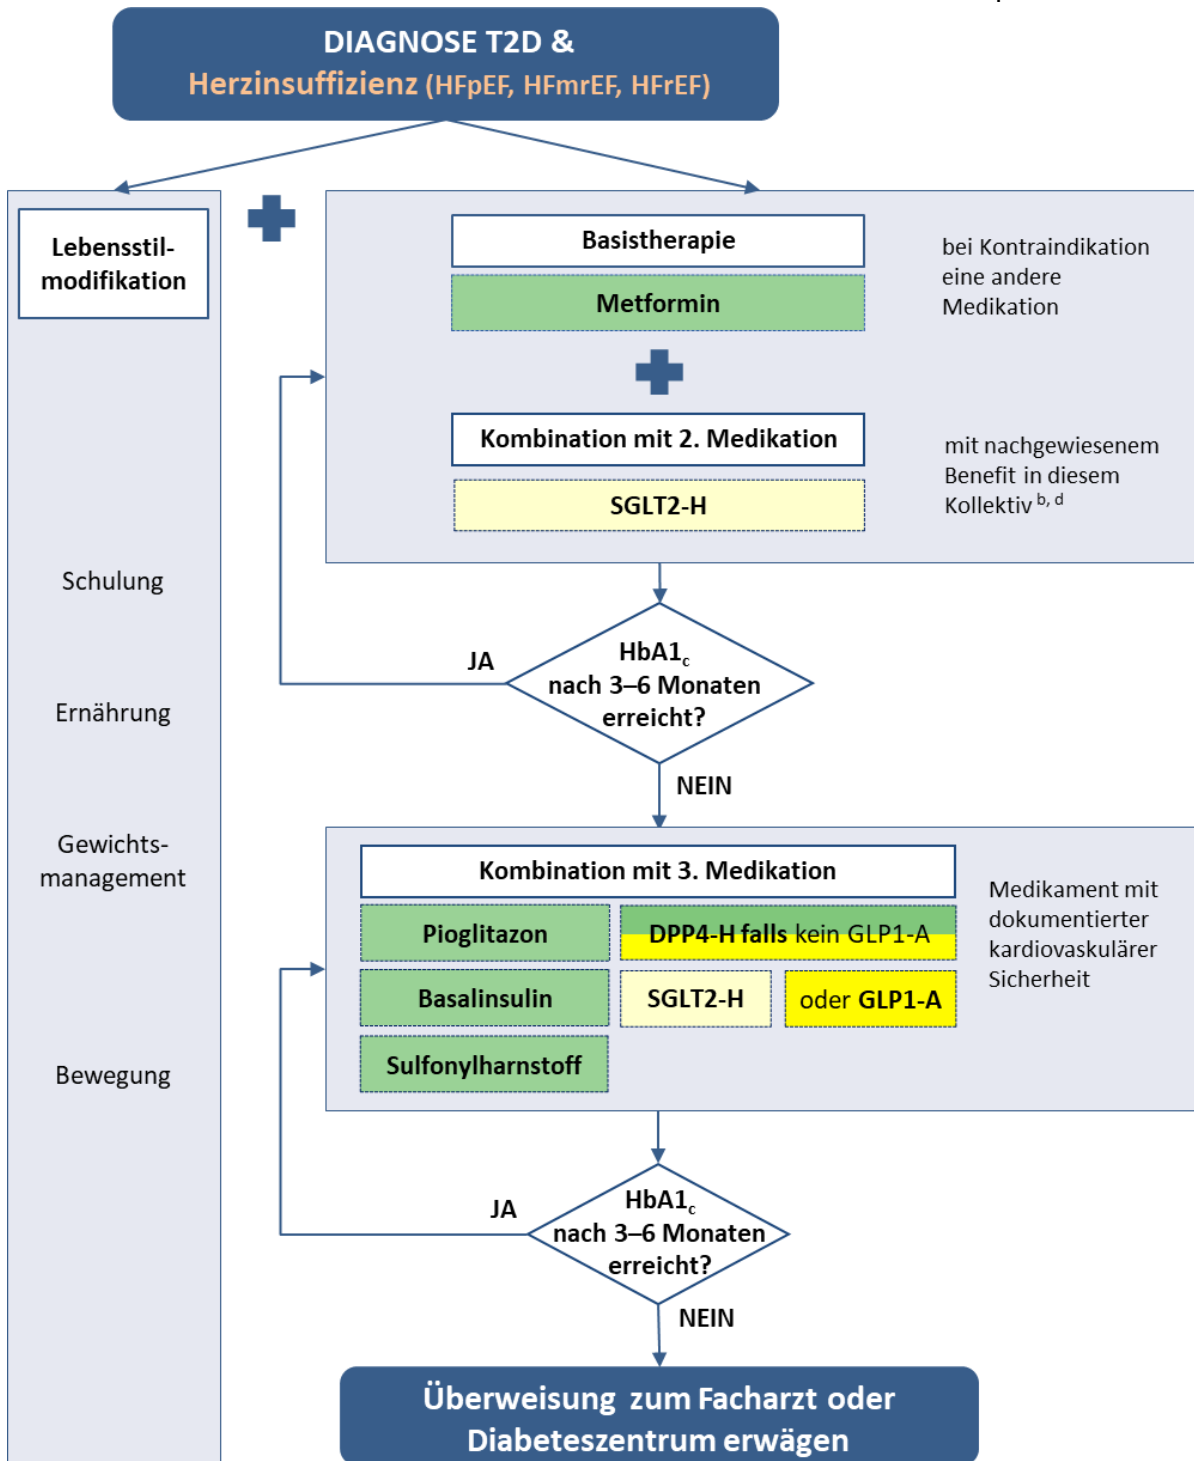 DIAGNOSE T2D &
Herzinsuffizienz (HFpEF, HFmrEF, HFrEF)
Lebensstil-
modifikation
Schulung
Ernährung
Gewichts-
management
Bewegung
Basistherapie
Metformin
bei Kontraindikation
eine andere
Medikation
Kombination mit 2. Medikation
SGLT2-H
mit nachgewiesenem
Benefit in diesem
Kollektiv b, d
JA
HbA1c
nach 3–6 Monaten
erreicht?
NEIN
Kombination mit 3. Medikation
Pioglitazon
DPP4-H falls kein GLP1-A
Basalinsulin
SGLT2-H
oder GLP1-A
Sulfonylharnstoff
Medikament mit
dokumentierter
kardiovaskulärer
Sicherheit
JA
HbA1c
nach 3–6 Monaten
erreicht?
NEIN
Überweisung zum Facharzt oder
Diabeteszentrum erwägen